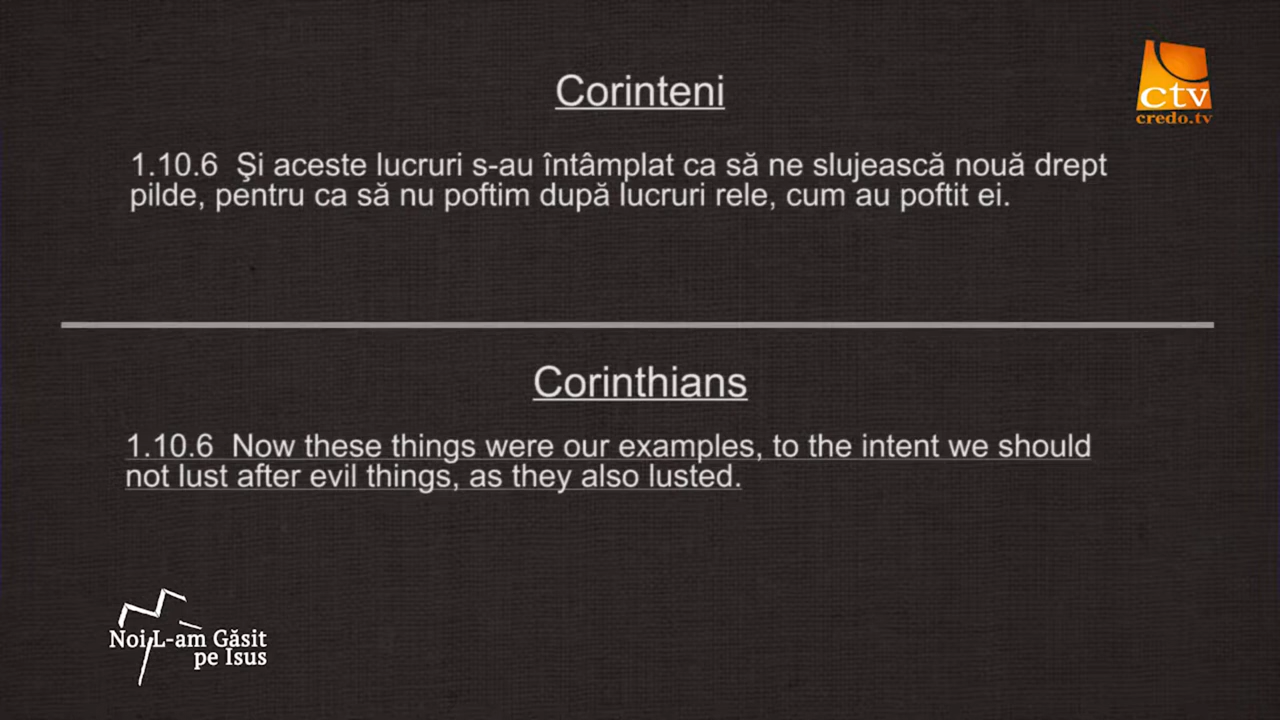 Corinteni
ctv
credo.tv
1.10.6 Şi aceste lucruri s-au întâmplat ca să ne slujească nouă drept
pilde, pentru ca să nu poftim după lucruri rele, cum au poftit ei.
Corinthians
1.10.6 Now these things were our examples, to the intent we should
not lust after evil things, as they also lusted.
Noi L-am Găsit
pe Isus